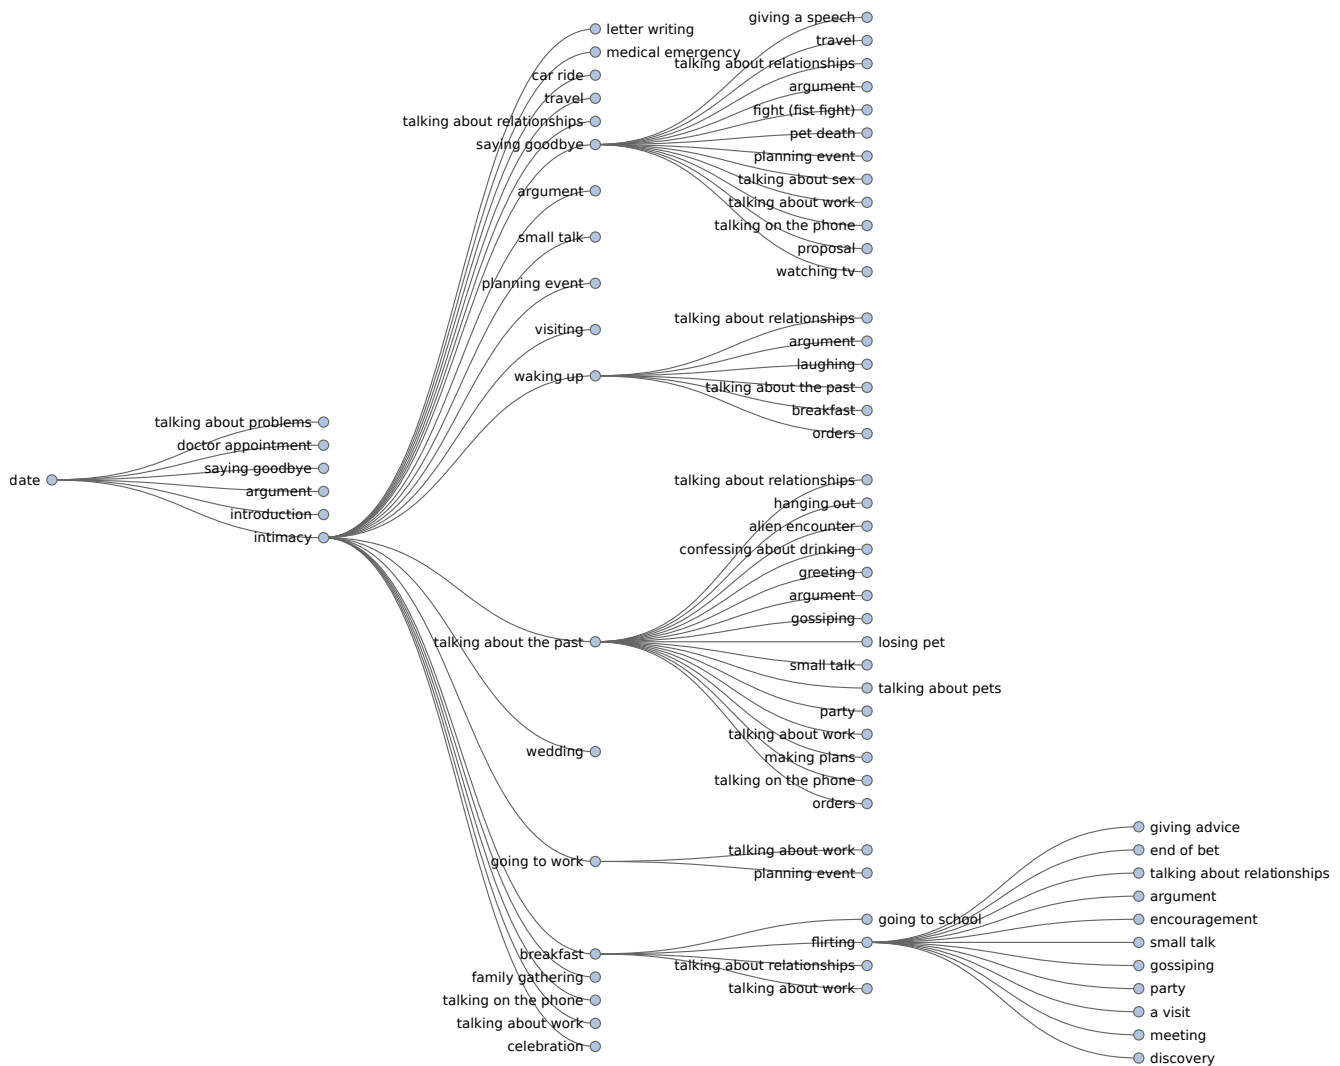 date
talking about problems
doctor appointment
saying goodbye
argument
introduction
intimacy
letter writing
medical emergency
car ride
travel
talking about relationships
saying goodbye
argument
small talk
planning event
visiting
waking up
talking about the past
wedding
going to work
breakfast
family gathering
talking on the phone
talking about work
celebration
giving a speech
travel
talking about relationships
argument
fight (fist fight)
pet death
planning event
talking about sex
talking about work
talking on the phone
proposal
watching tv
talking about relationships
argument
laughing
talking about the past
breakfast
orders
talking about relationships
hanging out
alien encounter
confessing about drinking
greeting
argument
gossiping
losing pet
small talk
talking about pets
party
talking about work
making plans
talking on the phone
orders
talking about work
planning event
going to school
flirting
talking about relationships
talking about work
giving advice
end of bet
talking about relationships
argument
encouragement
small talk
gossiping
party
a visit
meeting
discovery